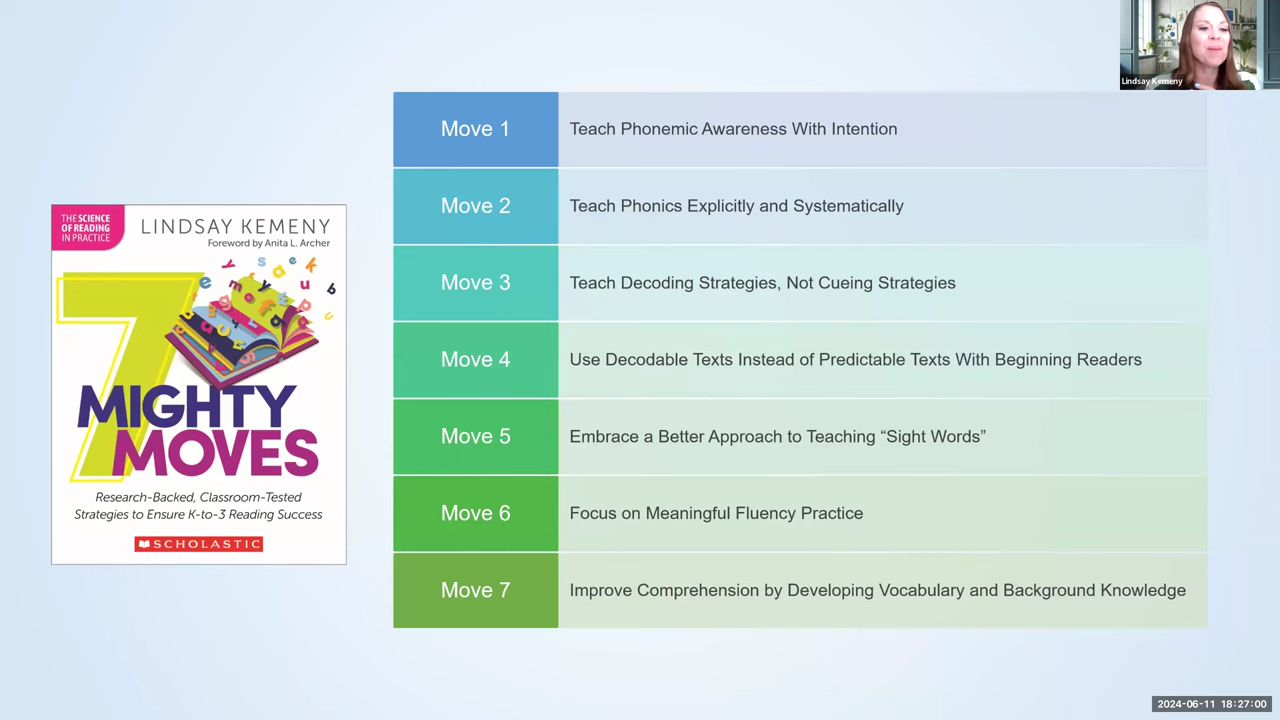 Lindsay Kemeny
THE SCIENCE
OF READING
IN PRACTICE
LINDSAY KEMENY
Foreword by Anita L. Archer
7
MIGHTY
MOVES
Research-Backed, Classroom-Tested
Strategies to Ensure K-to-3 Reading Success
SCHOLASTIC
Move 1 Teach Phonemic Awareness With Intention
Move 2 Teach Phonics Explicitly and Systematically
Move 3 Teach Decoding Strategies, Not Cueing Strategies
Move 4 Use Decodable Texts Instead of Predictable Texts With Beginning Readers
Move 5 Embrace a Better Approach to Teaching “Sight Words”
Move 6 Focus on Meaningful Fluency Practice
Move 7 Improve Comprehension by Developing Vocabulary and Background Knowledge
2024-06-11 18:27:00